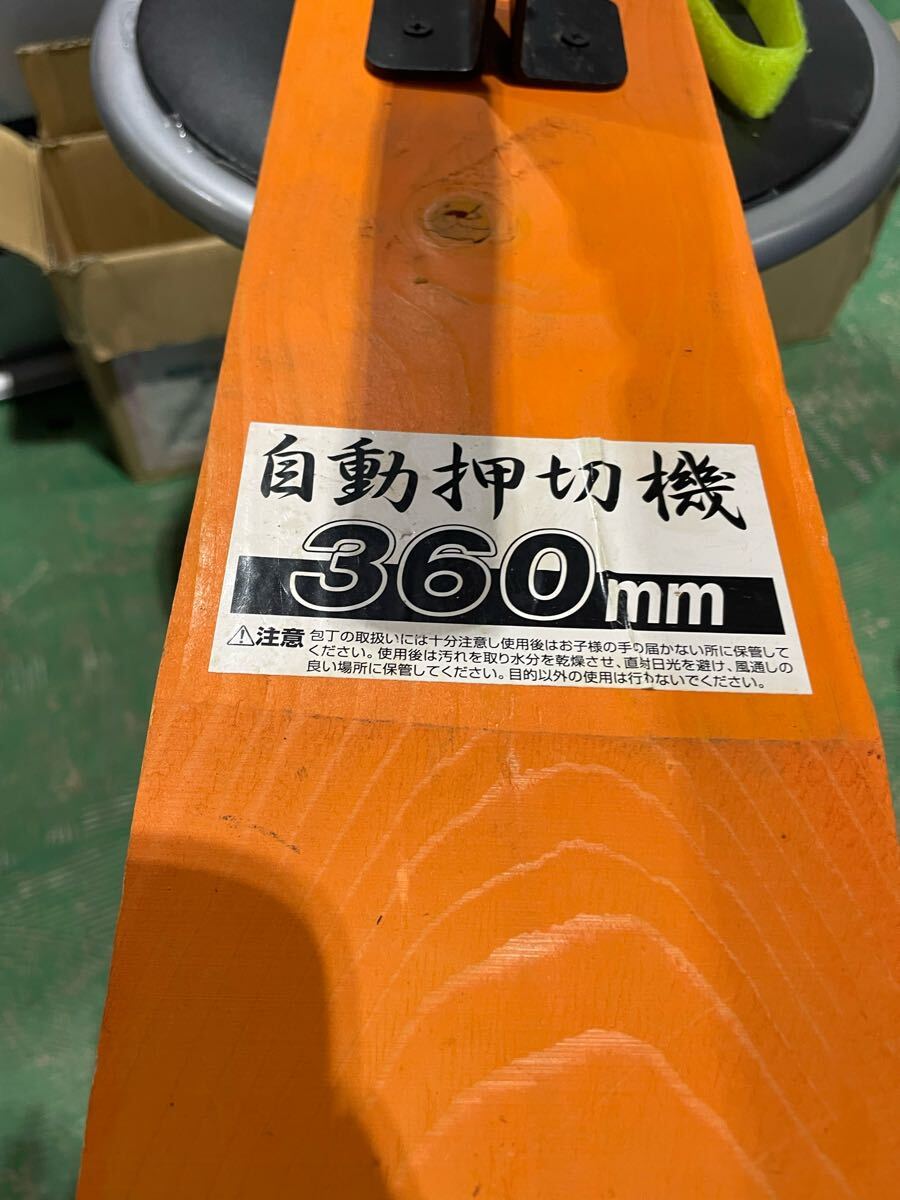 自動押切機
360mm
⚠注意 包丁の取扱いには十分注意し使用後はお子様の手の届かない所に保管して
ください。使用後は汚れを取り水分を乾燥させ、直射日光を避け、風通しの
良い場所に保管してください。目的以外の使用は行わないでください。